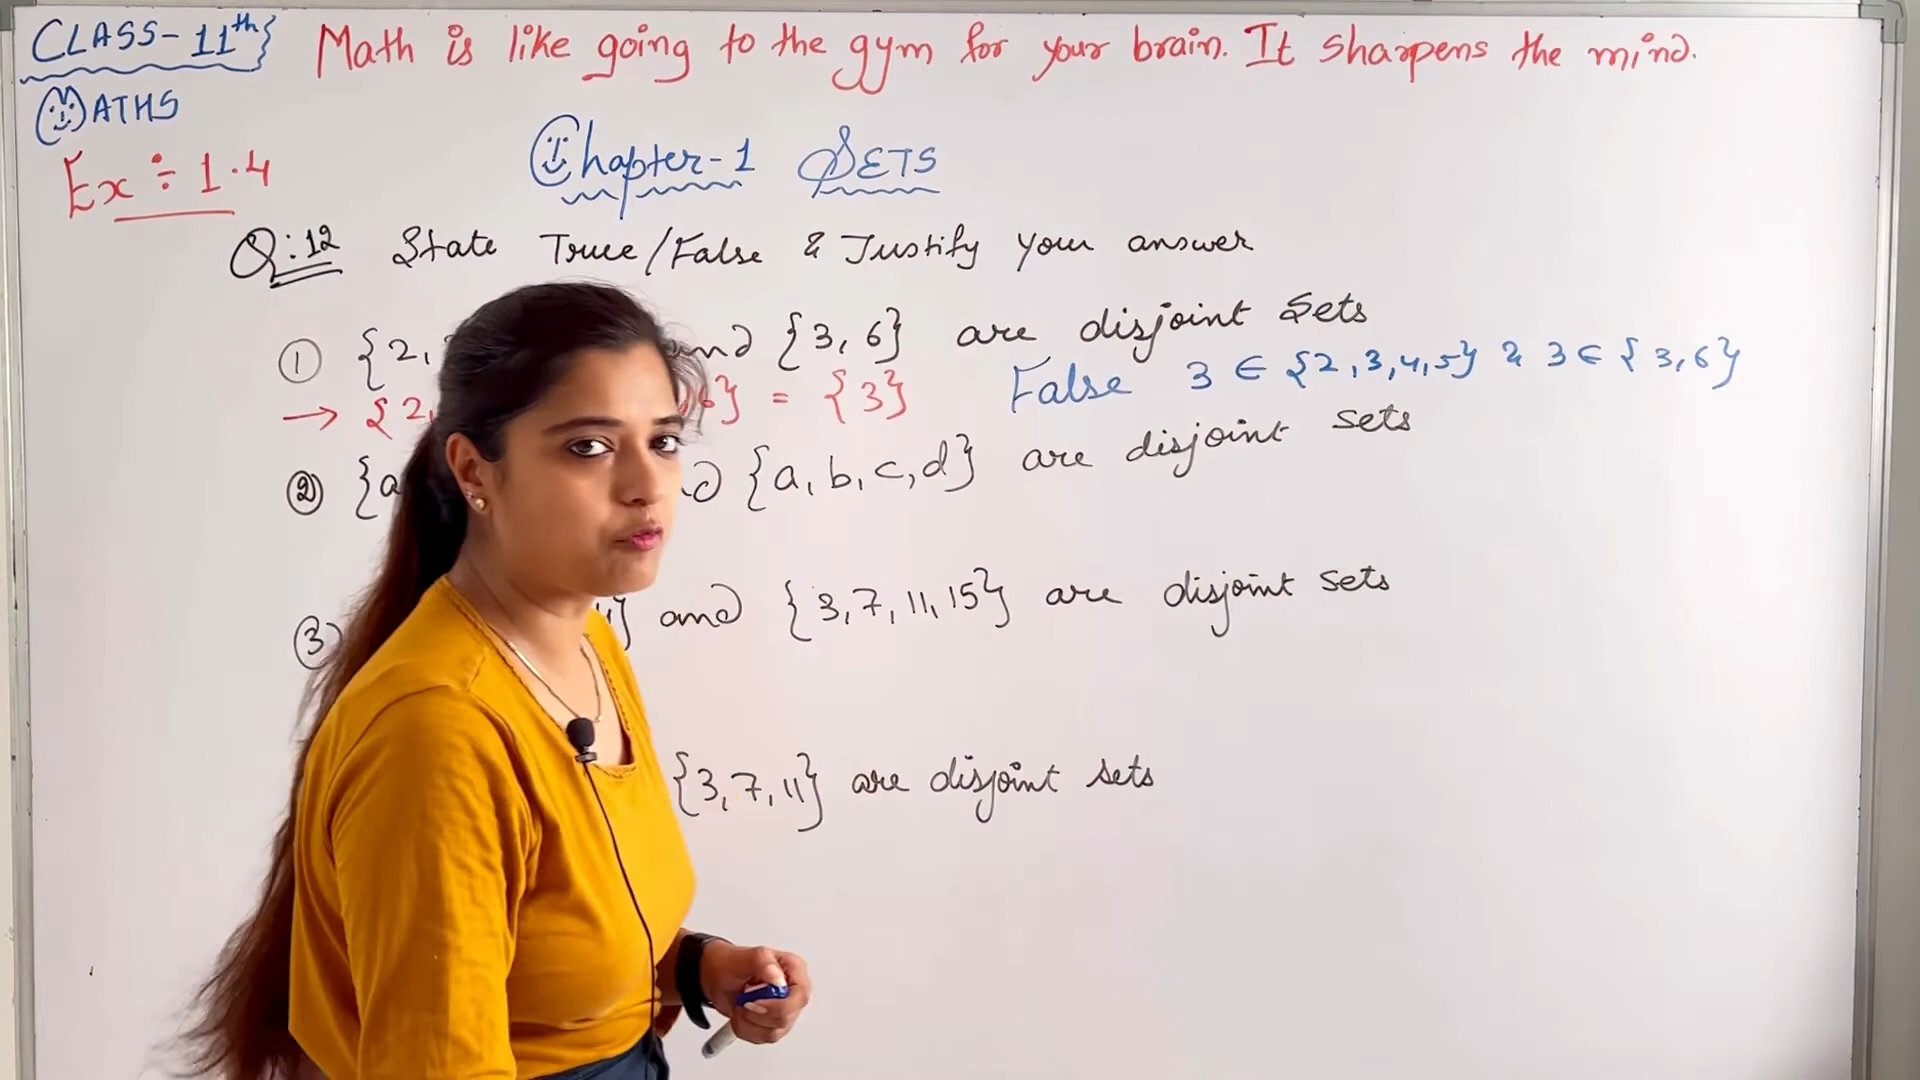 CLASS-11th} Math is like going to the gym for your brain. It sharpens the mind.
MATHS
Chapter-1 SETS
Ex ÷ 1.4
Q:12 State True/False & Justify your answer
① {2, and {3, 6} are disjoint sets
→ {2, 6} = {3} False 3 ∈ {2,3,4,5} & 3 ∈ {3,6}
② {a {a, b, c, d} are disjoint sets
③ } and {3, 7, 11, 15} are disjoint sets
{3, 7, 11} are disjoint sets